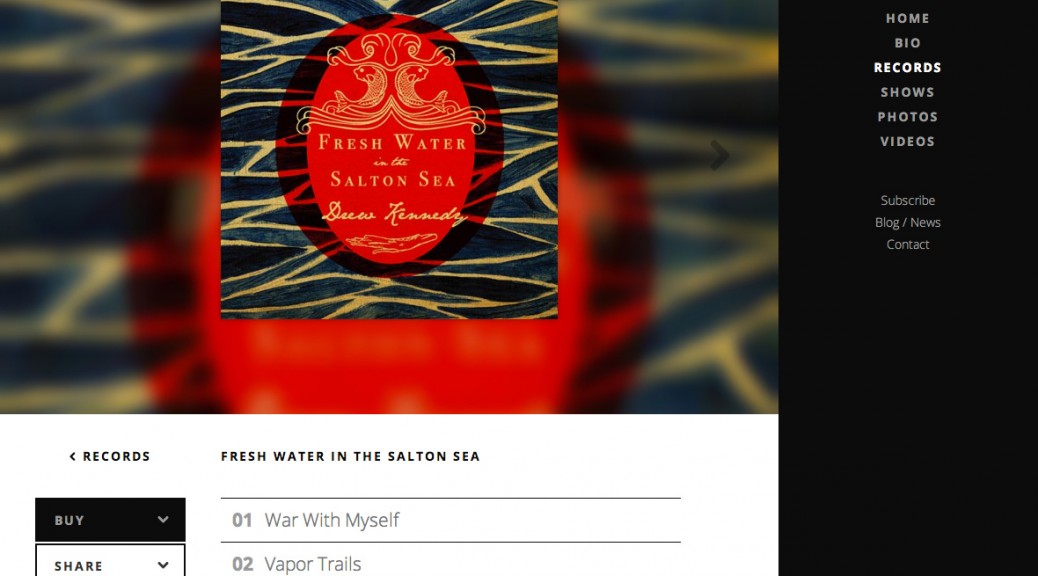 FRESH WATER
in the
SALTON SEA
Drew Kennedy
HOME
BIO
RECORDS
SHOWS
PHOTOS
VIDEOS
Subscribe
Blog / News
Contact
RECORDS
BUY
SHARE
FRESH WATER IN THE SALTON SEA
01 War With Myself
02 Vapor Trails